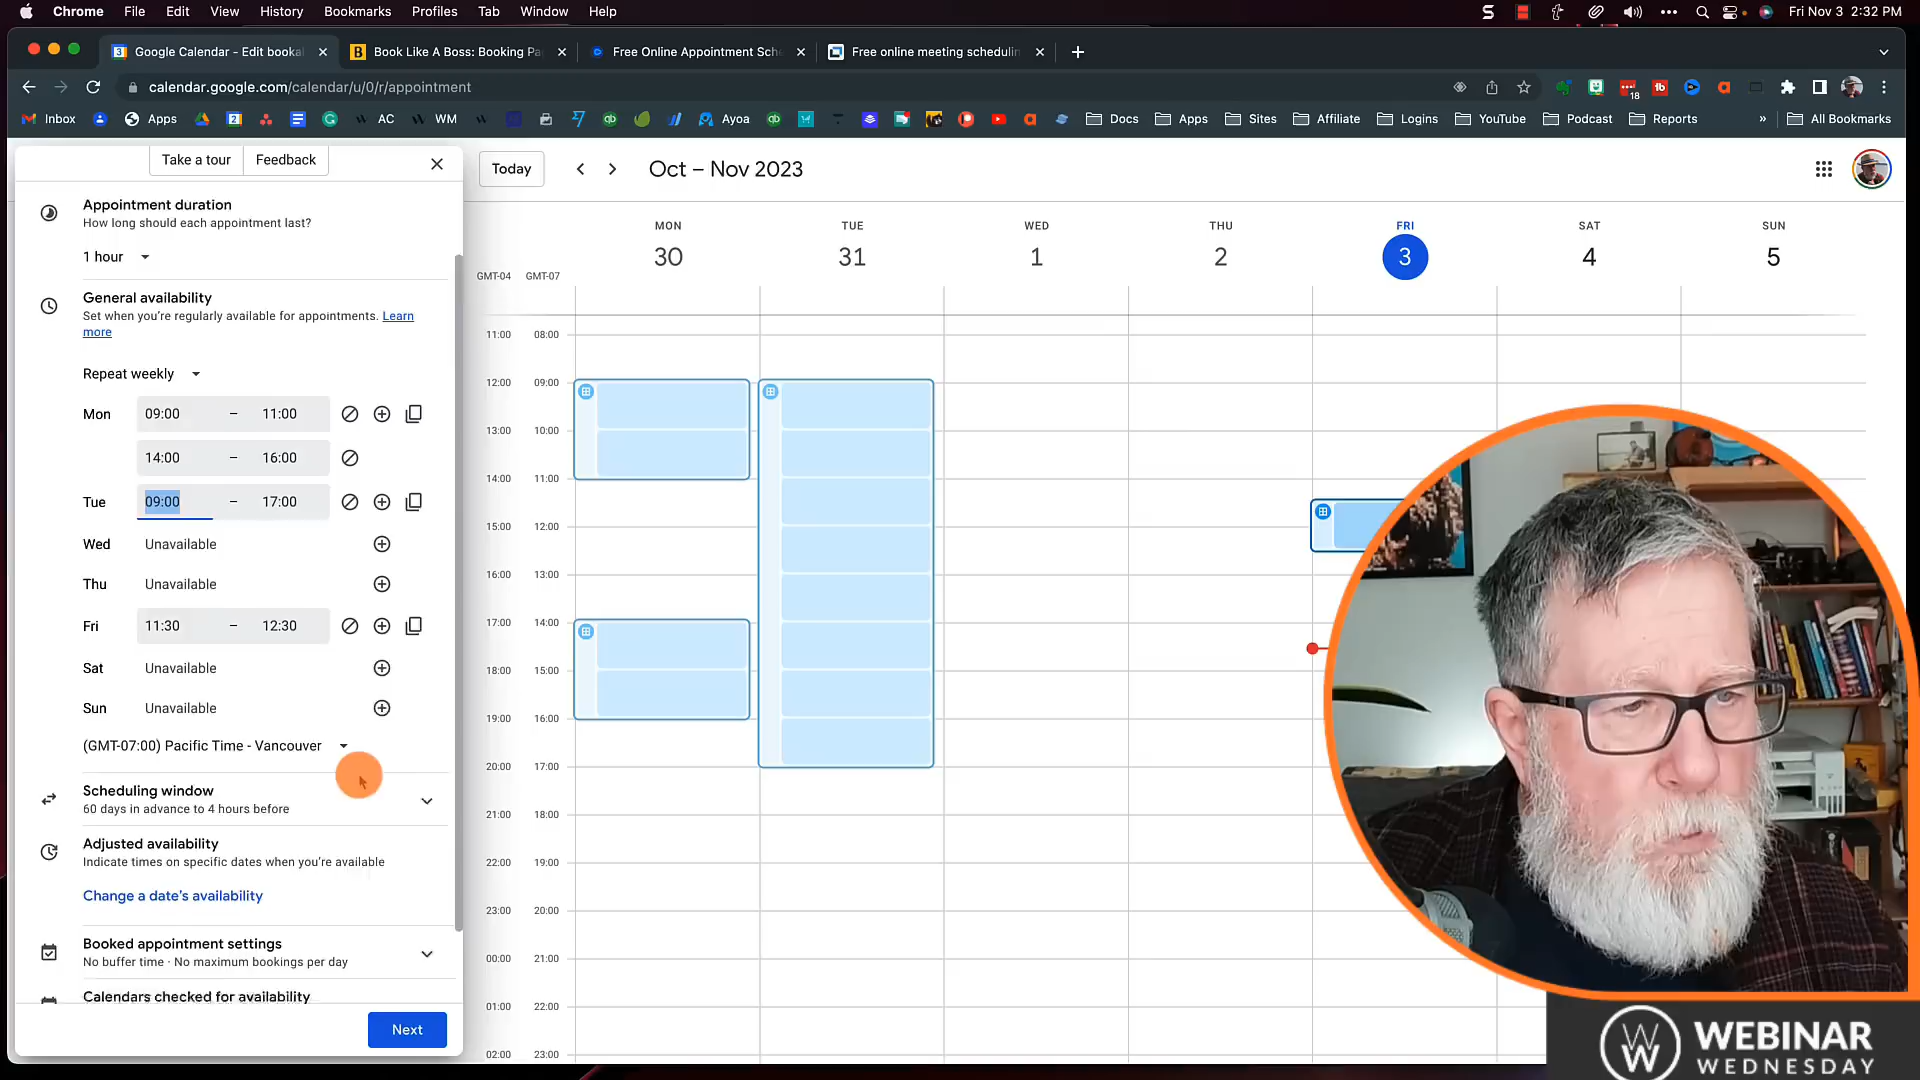 Chrome File Edit View History Bookmarks Profiles Tab Window Help
Fri Nov 3 2:32 PM
Google Calendar - Edit booka
Book Like A Boss: Booking Pa
Free Online Appointment Sch
Free online meeting schedulin
calendar.google.com/calendar/u/0/r/appointment
18
Inbox Apps AC WM Ayoa Docs Apps Sites Affiliate Logins YouTube Podcast Reports » All Bookmarks
Take a tour Feedback
Today Oct – Nov 2023
Appointment duration
How long should each appointment last?
1 hour
General availability
Set when you're regularly available for appointments. Learn
more
Repeat weekly
Mon 09:00 – 11:00
14:00 – 16:00
Tue 09:00 – 17:00
Wed Unavailable
Thu Unavailable
Fri 11:30 – 12:30
Sat Unavailable
Sun Unavailable
(GMT-07:00) Pacific Time - Vancouver
Scheduling window
60 days in advance to 4 hours before
Adjusted availability
Indicate times on specific dates when you're available
Change a date's availability
Booked appointment settings
No buffer time · No maximum bookings per day
Calendars checked for availability
Next
MON TUE WED THU FRI SAT SUN
30 31 1 2 3 4 5
GMT-04 GMT-07
11:00 08:00
12:00 09:00
13:00 10:00
14:00 11:00
15:00 12:00
16:00 13:00
17:00 14:00
18:00 15:00
19:00 16:00
20:00 17:00
21:00 18:00
22:00 19:00
23:00 20:00
00:00 21:00
01:00 22:00
02:00 23:00
WEBINAR
WEDNESDAY